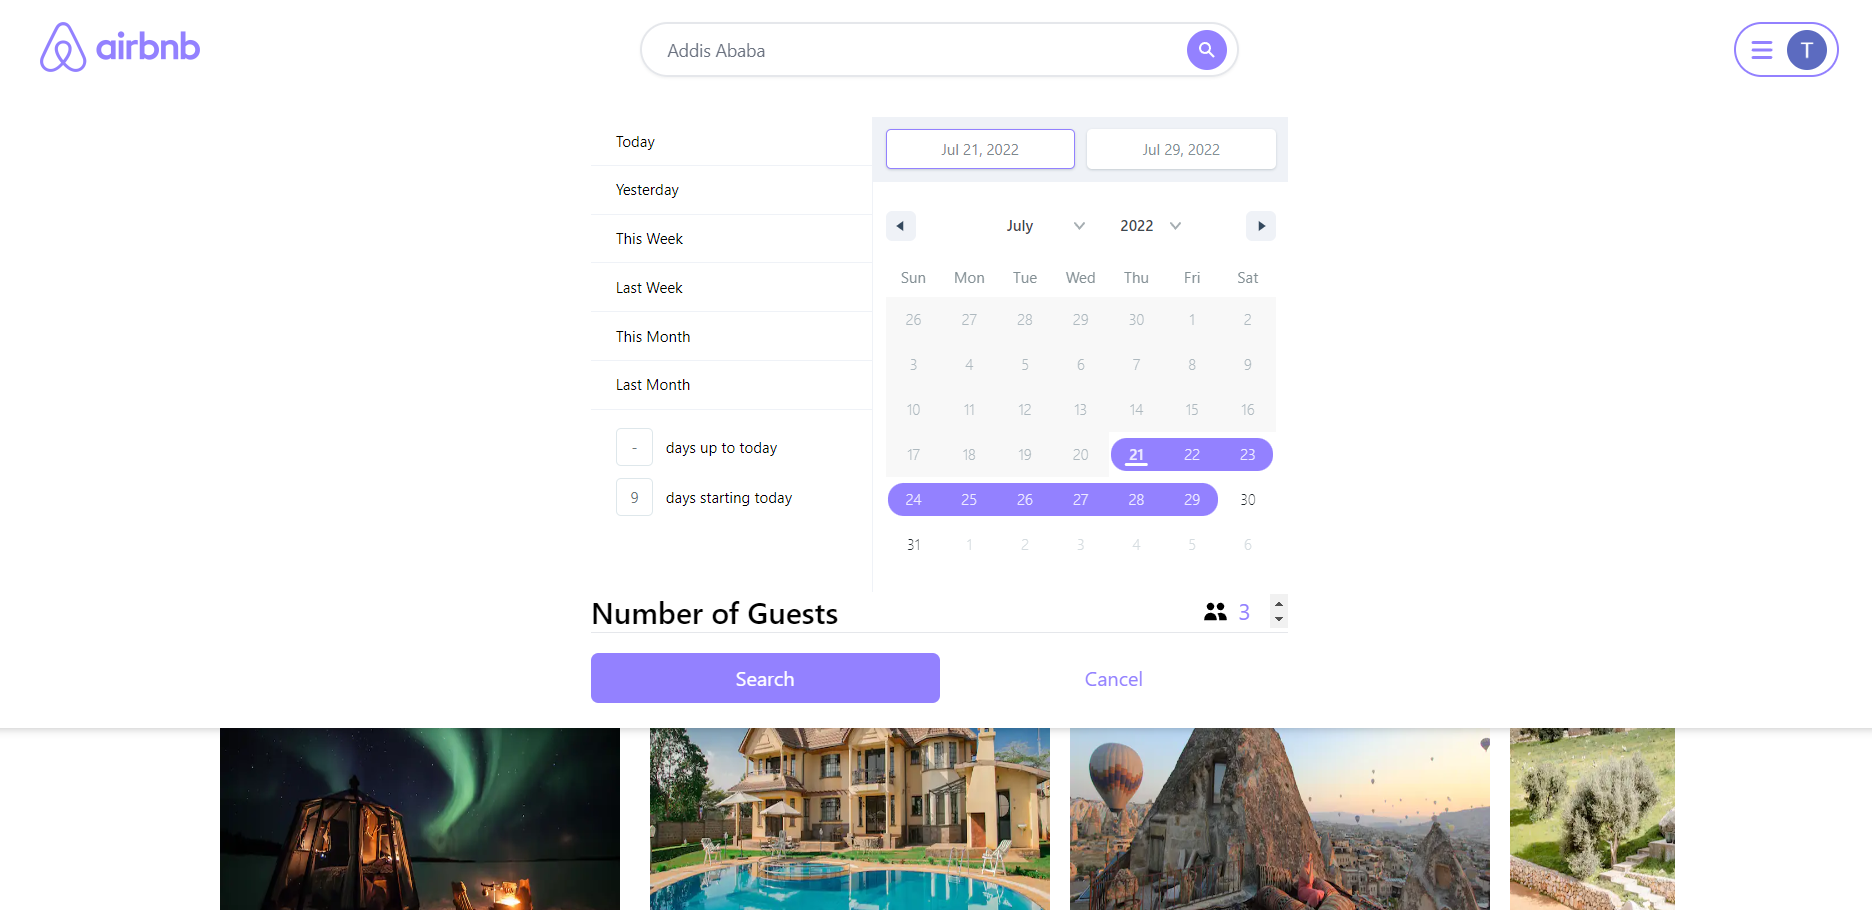 airbnb
Addis Ababa
T
Today
Yesterday
This Week
Last Week
This Month
Last Month
- days up to today
9 days starting today
Jul 21, 2022 Jul 29, 2022
July 2022
Sun Mon Tue Wed Thu Fri Sat
26 27 28 29 30 1 2
3 4 5 6 7 8 9
10 11 12 13 14 15 16
17 18 19 20 21 22 23
24 25 26 27 28 29 30
31 1 2 3 4 5 6
Number of Guests 3
Search Cancel